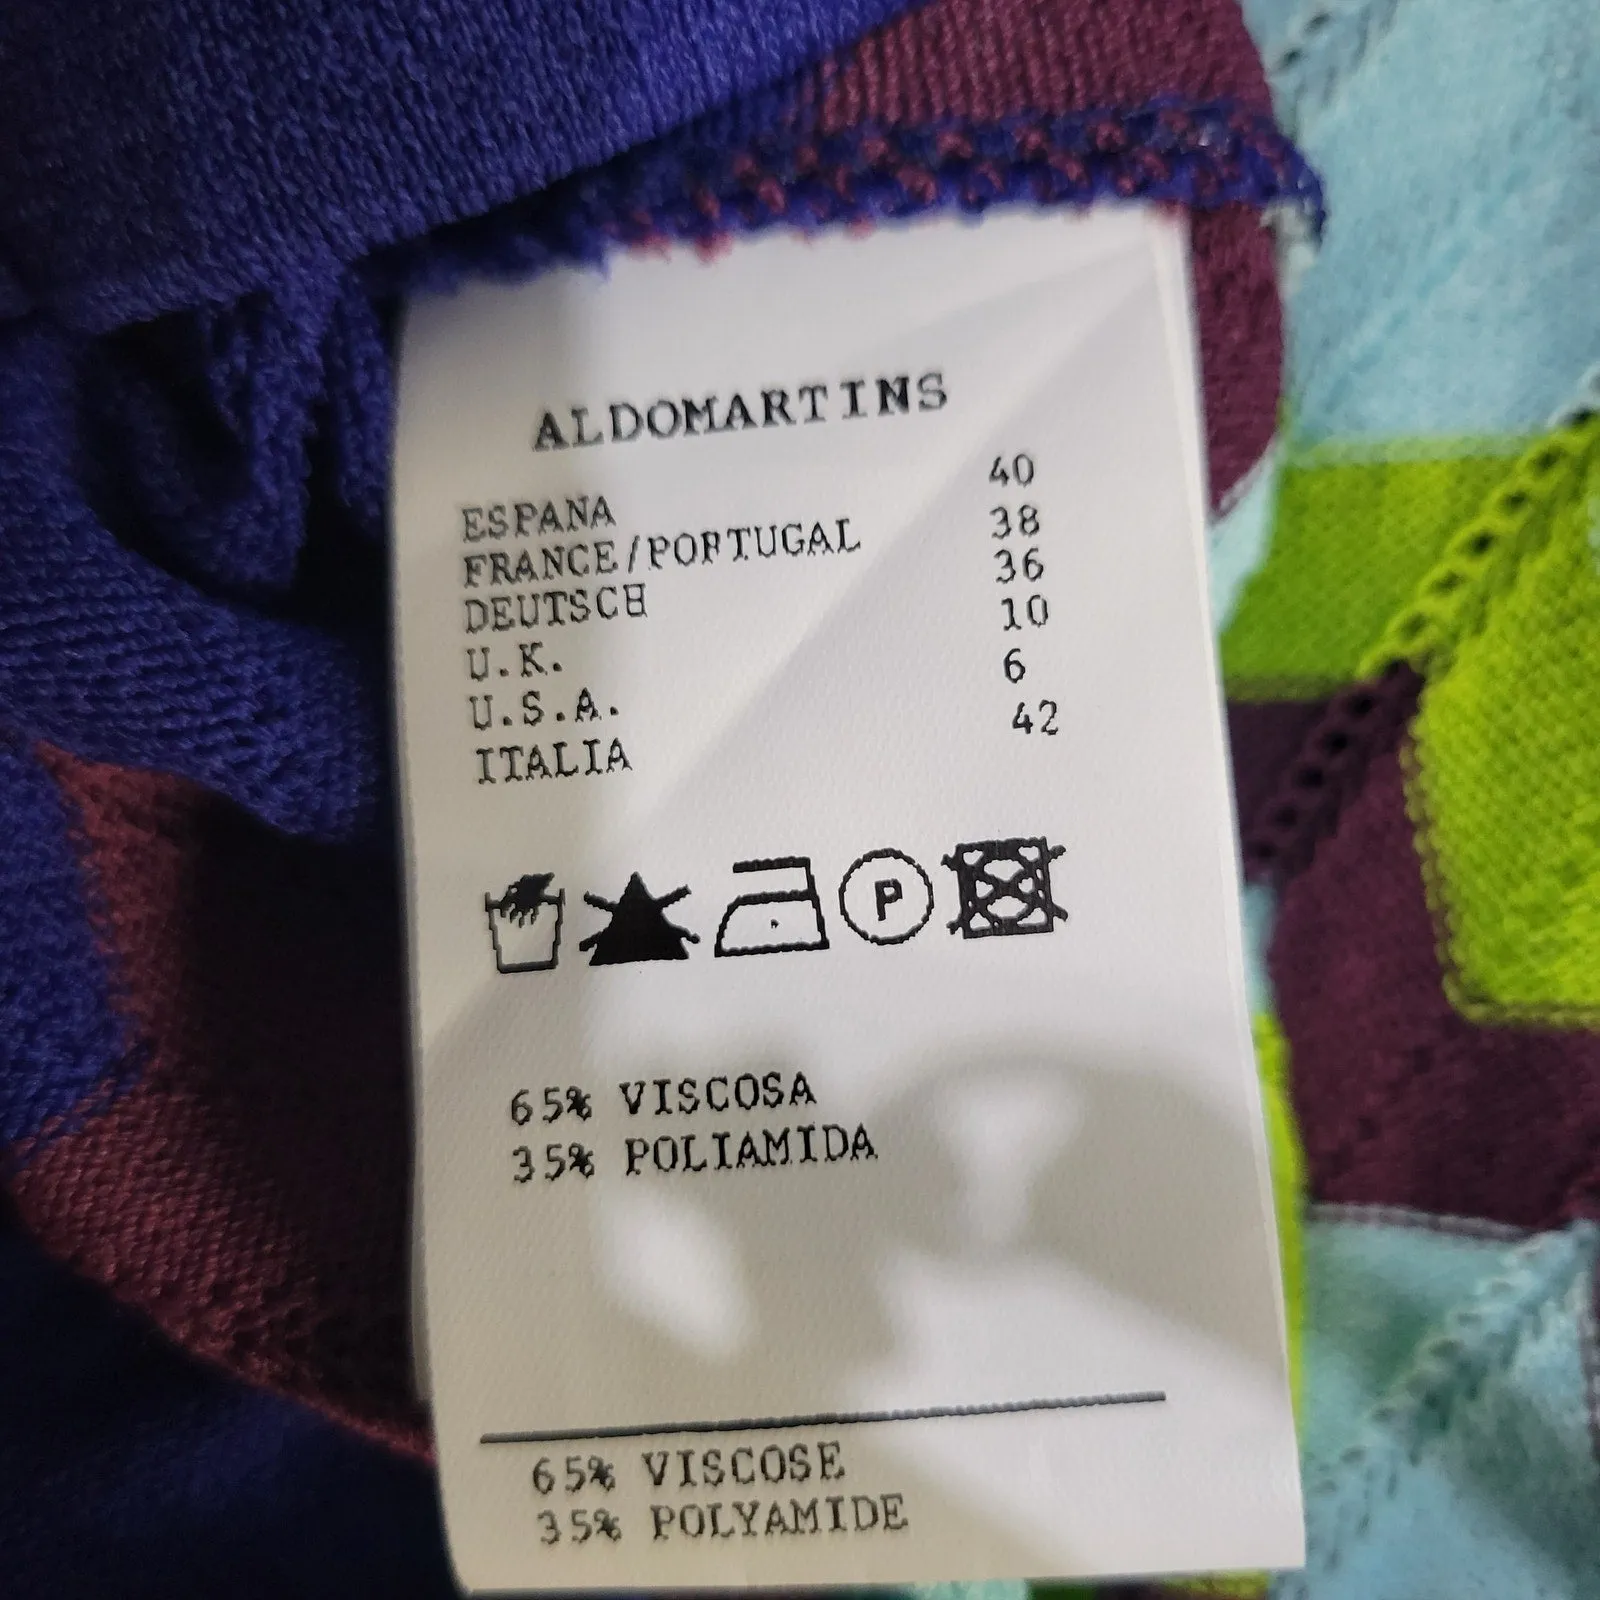 ALDOMARTINS
ESPANA 40
FRANCE/PORTUGAL 38
DEUTSCH 36
U.K. 10
U.S.A. 6
ITALIA 42
P
65% VISCOSA
35% POLIAMIDA
65% VISCOSE
35% POLYAMIDE